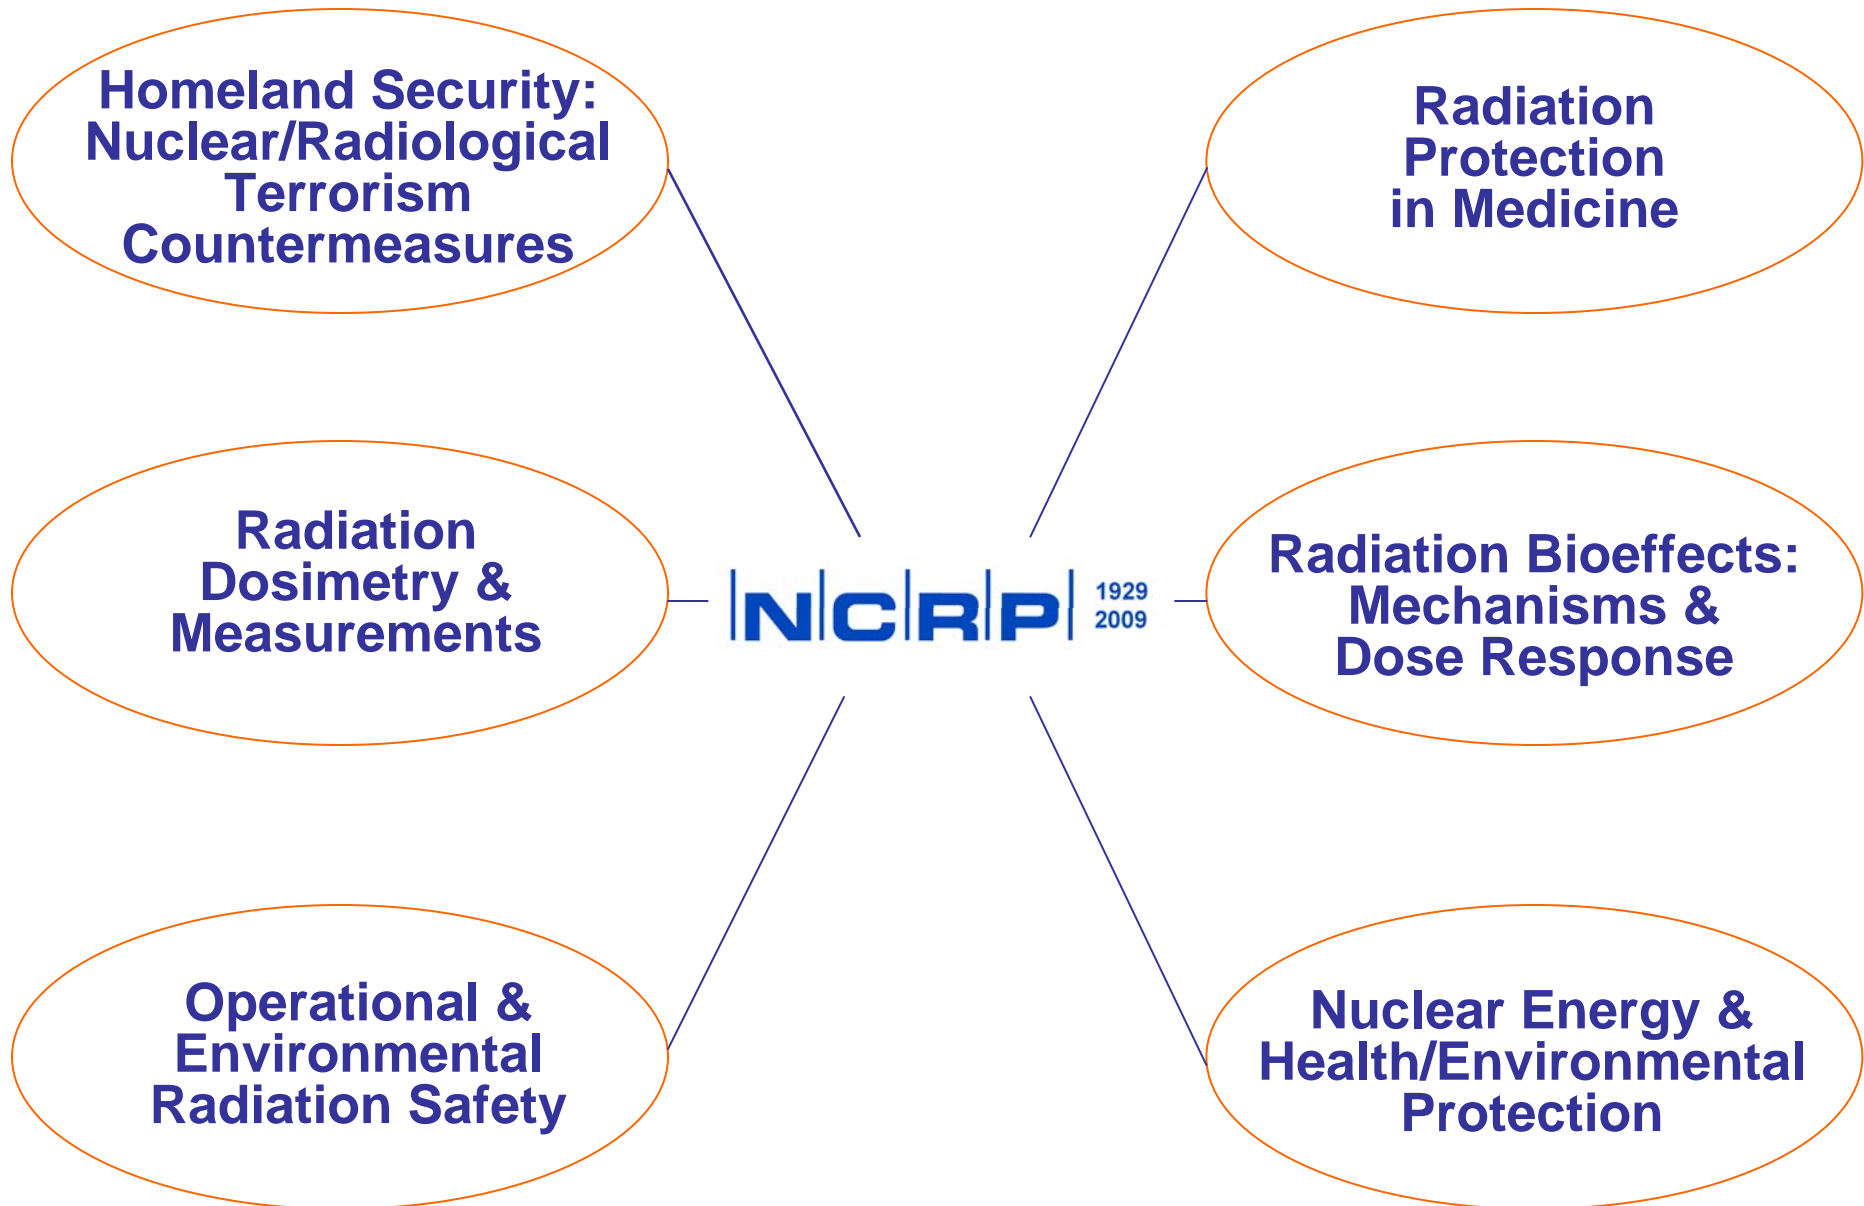 Homeland Security:
Nuclear/Radiological
Terrorism
Countermeasures
Radiation
Protection
in Medicine
Radiation
Dosimetry &
Measurements
NCRP 1929
2009
Radiation Bioeffects:
Mechanisms &
Dose Response
Operational &
Environmental
Radiation Safety
Nuclear Energy &
Health/Environmental
Protection